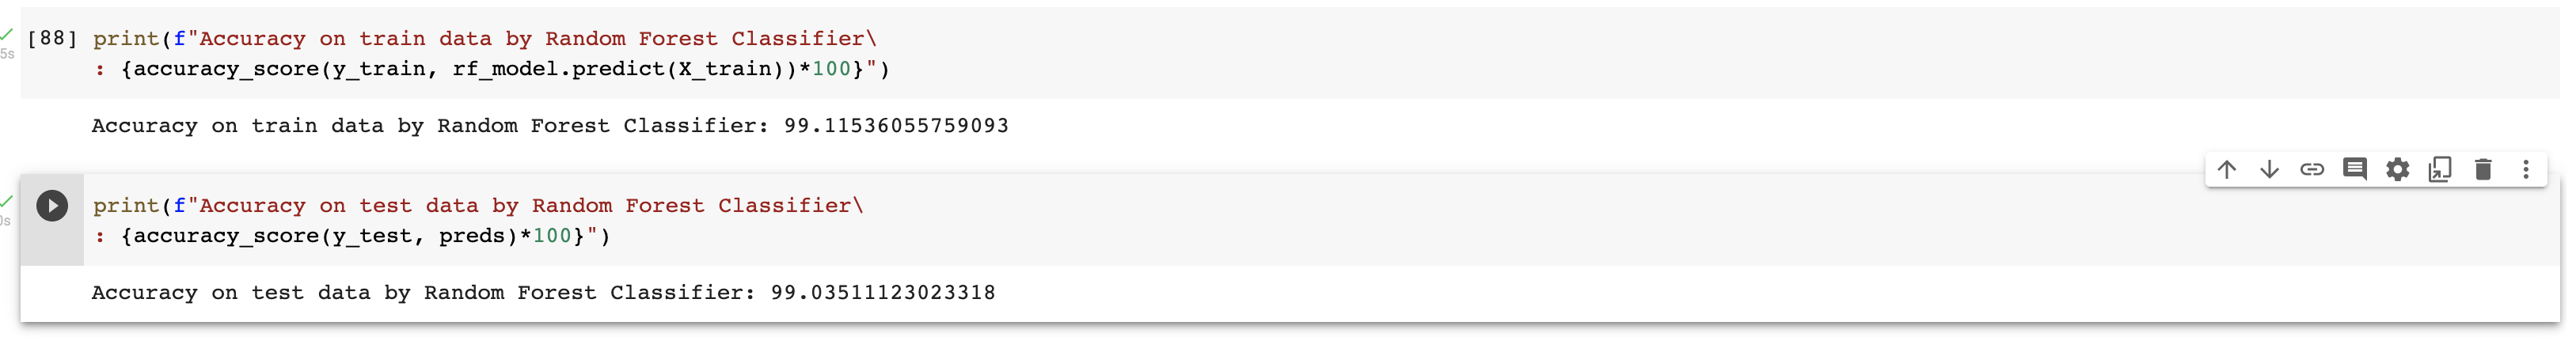 [88] print(f"Accuracy on train data by Random Forest Classifier\
: {accuracy_score(y_train, rf_model.predict(X_train))*100}")
5s
Accuracy on train data by Random Forest Classifier: 99.11536055759093
print(f"Accuracy on test data by Random Forest Classifier\
: {accuracy_score(y_test, preds)*100}")
0s
Accuracy on test data by Random Forest Classifier: 99.03511123023318